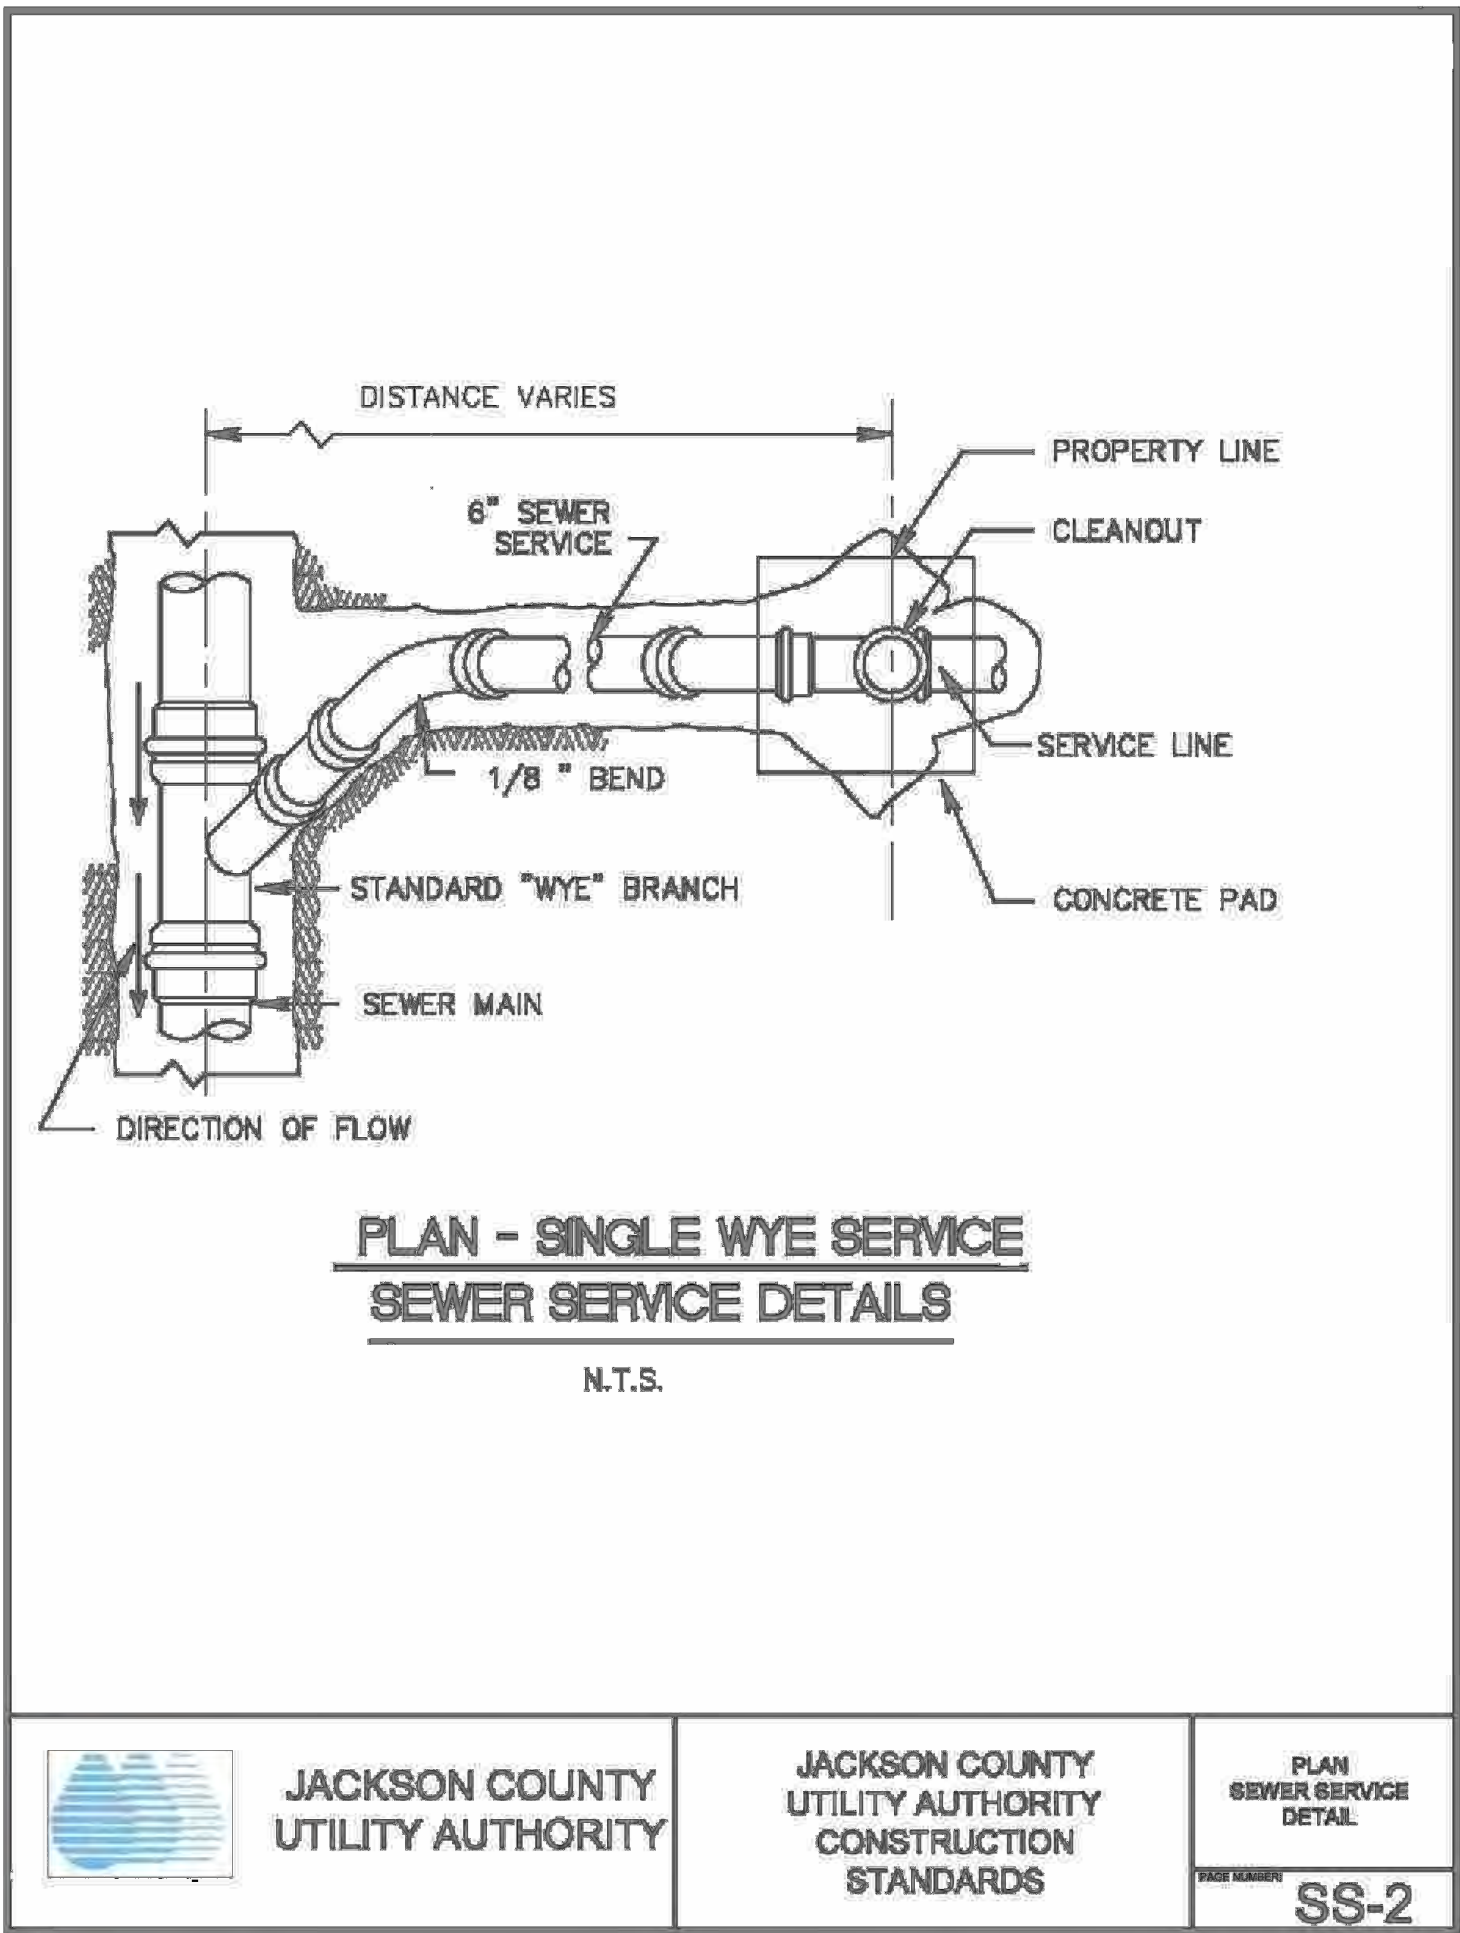 DISTANCE VARIES
PROPERTY LINE
6" SEWER
SERVICE
CLEANOUT
SERVICE LINE
1/8 " BEND
STANDARD "WYE" BRANCH
CONCRETE PAD
SEWER MAIN
DIRECTION OF FLOW
PLAN - SINGLE WYE SERVICE
SEWER SERVICE DETAILS
N.T.S.
JACKSON COUNTY
UTILITY AUTHORITY
JACKSON COUNTY
UTILITY AUTHORITY
CONSTRUCTION
STANDARDS
PLAN
SEWER SERVICE
DETAIL
PAGE NUMBER:
SS-2